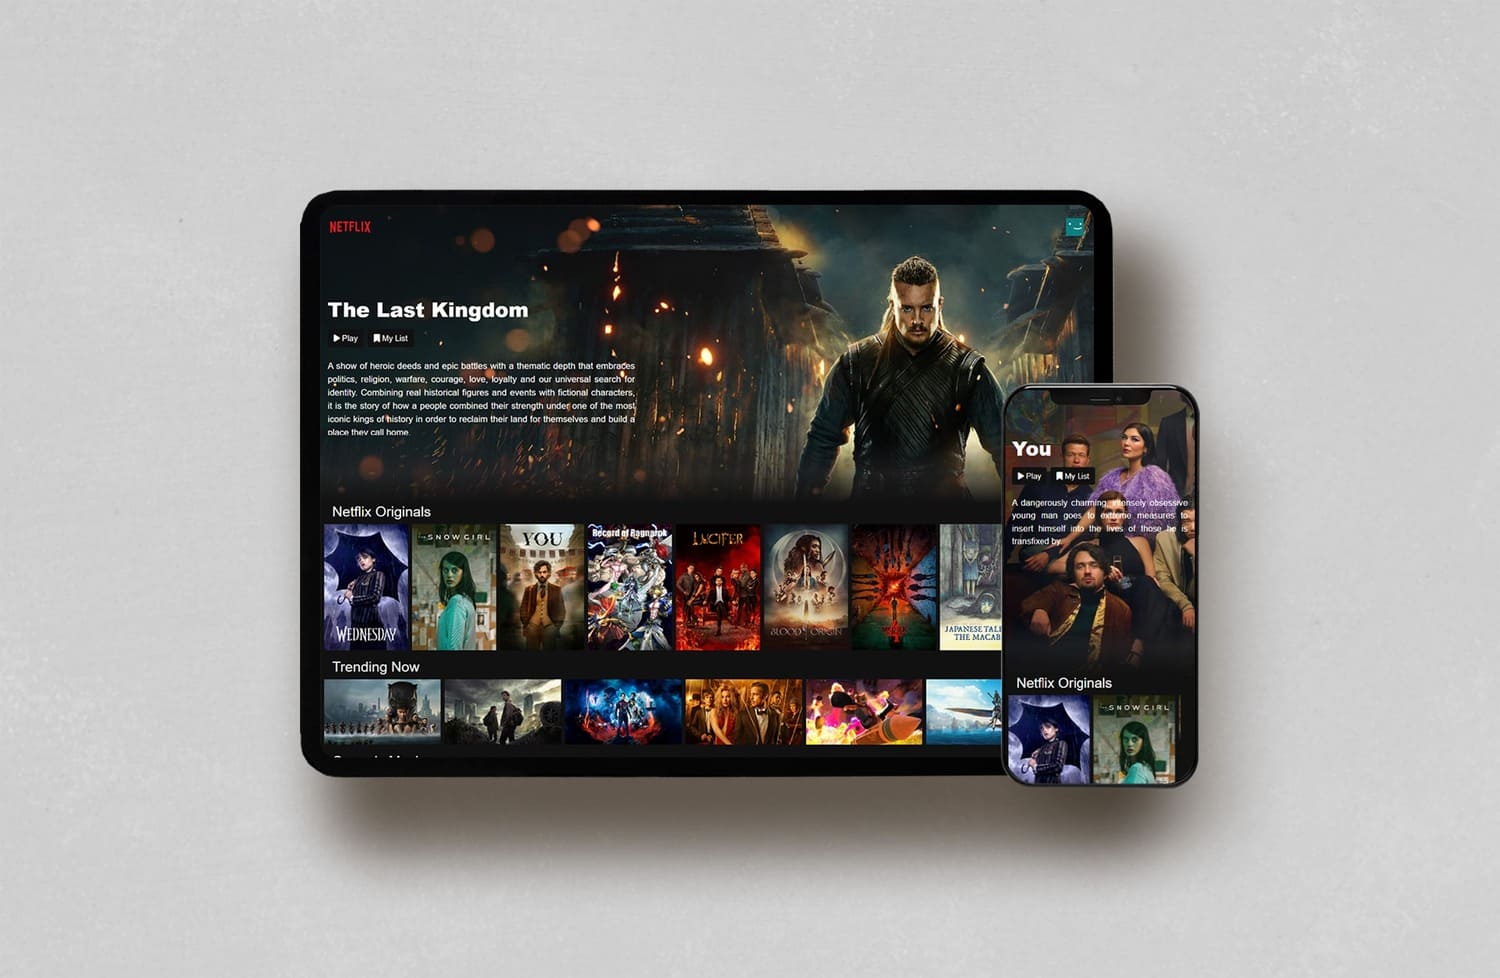 NETFLIX
The Last Kingdom
Play My List
A show of heroic deeds and epic battles with a thematic depth that embraces
politics, religion, warfare, courage, love, loyalty and our universal search for
identity. Combining real historical figures and events with fictional characters,
it is the story of how a people combined their strength under one of the most
iconic kings of history in order to reclaim their land for themselves and build a
place they call home.
Netflix Originals
WEDNESDAY
SNOW GIRL
YOU
Record of Ragnarok
LUCIFER
BLOOD ORIGIN
JAPANESE
THE
Trending Now
You
Play My List
A dangerously charming, intensely obsessive
young man goes to extreme measures to
insert himself into the lives of those he is
transfixed by.
Netflix Originals
SNOW GIRL